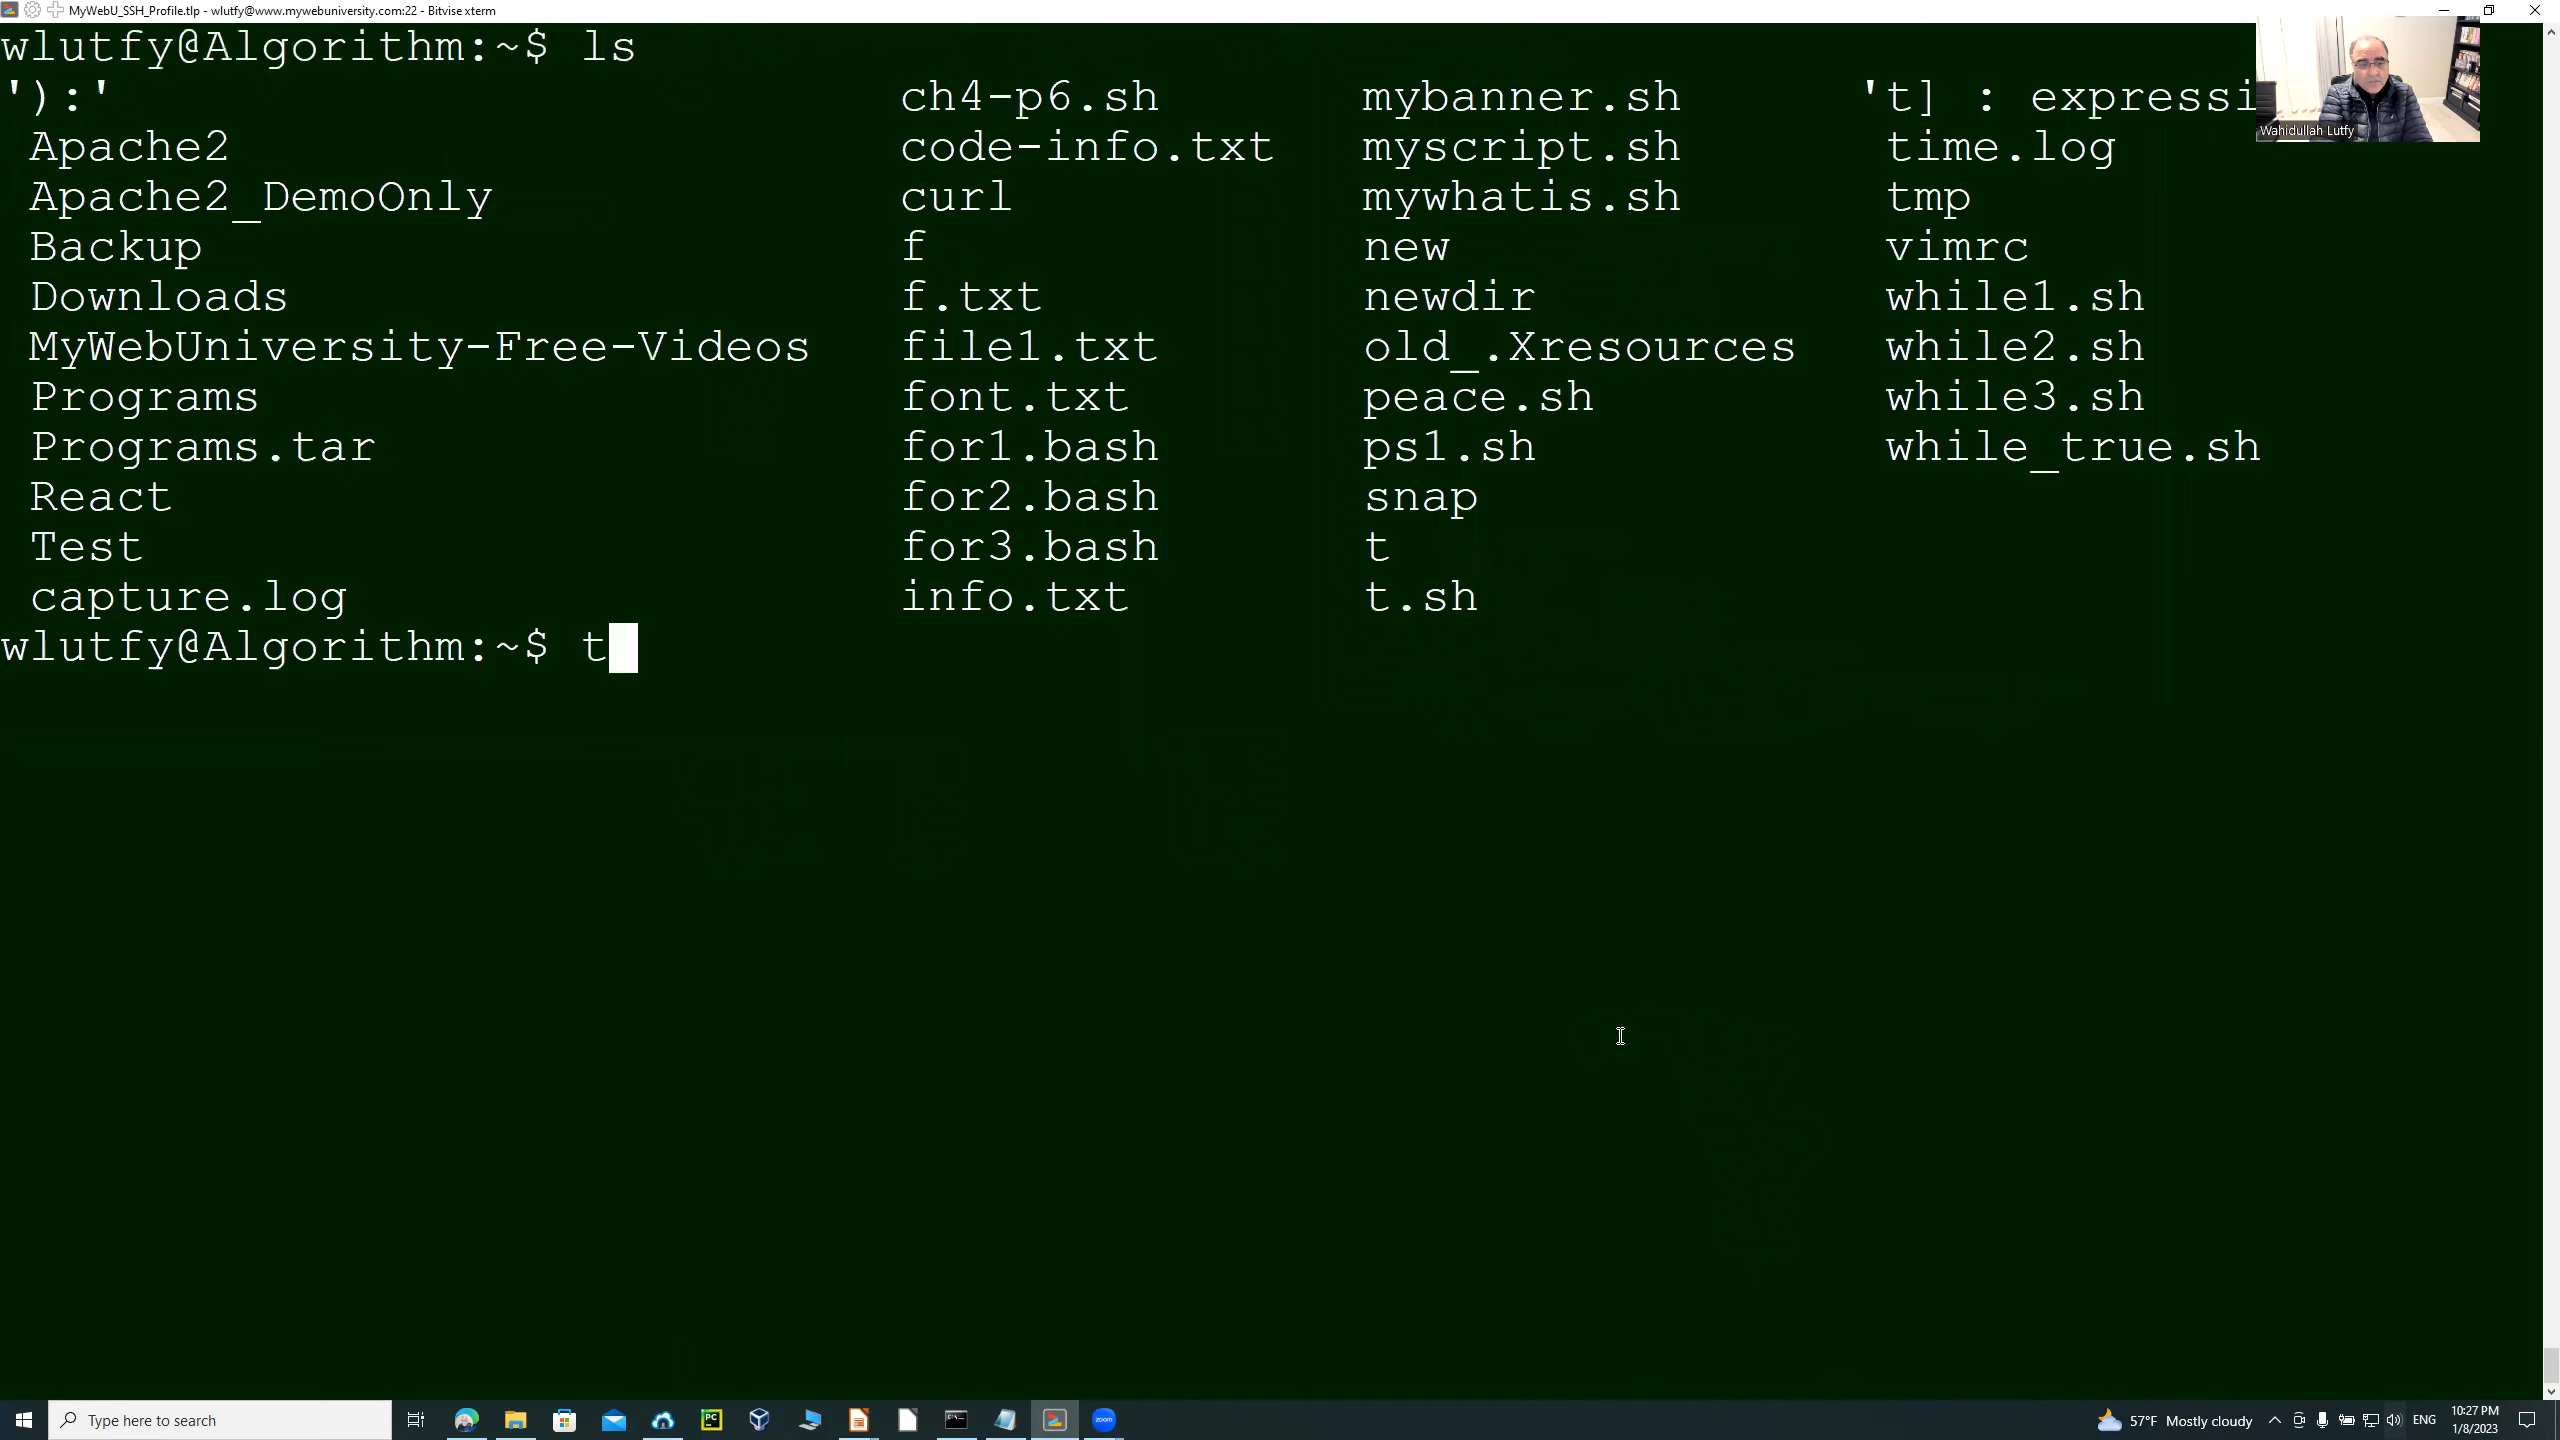 MyWebU_SSH_Profile.tlp - wlutfy@www.mywebuniversity.com:22 - Bitvise xterm
wlutfy@Algorithm:~$ ls
'):' ch4-p6.sh mybanner.sh 't] : expressi
Apache2 code-info.txt myscript.sh time.log
Apache2_DemoOnly curl mywhatis.sh tmp
Backup f new vimrc
Downloads f.txt newdir while1.sh
MyWebUniversity-Free-Videos file1.txt old_.Xresources while2.sh
Programs font.txt peace.sh while3.sh
Programs.tar for1.bash ps1.sh while_true.sh
React for2.bash snap
Test for3.bash t
capture.log info.txt t.sh
wlutfy@Algorithm:~$ t
Wahidullah Lutfy
Type here to search
PC
zoom
57°F Mostly cloudy
ENG
10:27 PM
1/8/2023